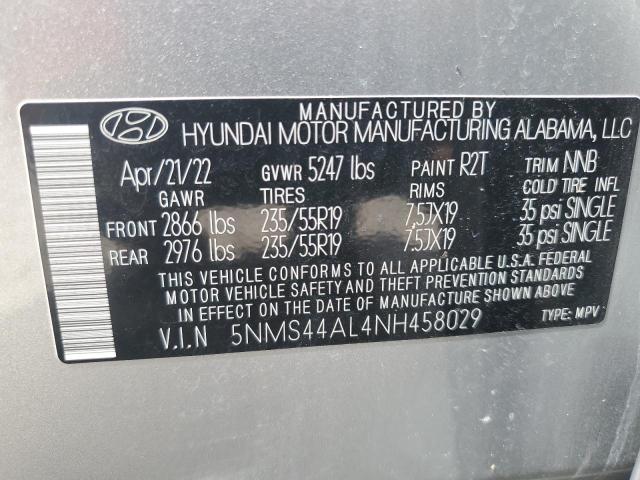 MANUFACTURED BY
HYUNDAI MOTOR MANUFACTURING ALABAMA, LLC
Apr/21/22 GVWR 5247 lbs PAINT R2T TRIM NNB
GAWR TIRES RIMS COLD TIRE INFL
FRONT 2866 lbs 235/55R19 7.5JX19 35 psi SINGLE
REAR 2976 lbs 235/55R19 7.5JX19 35 psi SINGLE
THIS VEHICLE CONFORMS TO ALL APPLICABLE U.S.A. FEDERAL
MOTOR VEHICLE SAFETY AND THEFT PREVENTION STANDARDS
IN EFFECT ON THE DATE OF MANUFACTURE SHOWN ABOVE
V.I.N 5NMS44AL4NH458029 TYPE: MPV